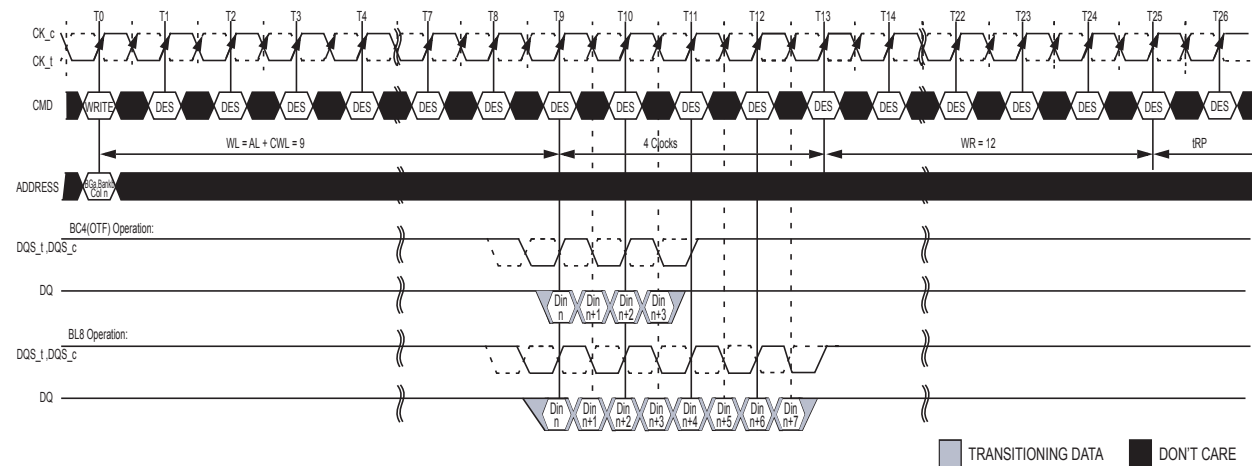 T0 T1 T2 T3 T4 T7 T8 T9 T10 T11 T12 T13 T14 T22 T23 T24 T25 T26
CK_c
CK_t
CMD WRITE DES DES DES DES DES DES DES DES DES DES DES DES DES DES DES DES DES
WL = AL + CWL = 9 4 Clocks WR = 12 tRP
ADDRESS BGa,Bankb
Col n
BC4(OTF) Operation:
DQS_t ,DQS_c
DQ Din Din Din Din
n n+1 n+2 n+3
BL8 Operation:
DQS_t ,DQS_c
DQ Din Din Din Din Din Din Din Din
n n+1 n+2 n+3 n+4 n+5 n+6 n+7
TRANSITIONING DATA DON'T CARE